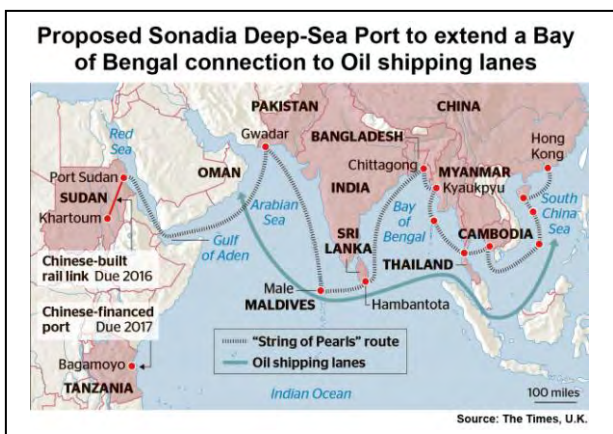 Proposed Sonadia Deep-Sea Port to extend a Bay
of Bengal connection to Oil shipping lanes
PAKISTAN
CHINA
Gwadar
BANGLADESH
Hong
Kong
Red
Sea
Chittagong
MYANMAR
Port Sudan
OMAN
INDIA
Kyaukpyu
SUDAN
Arabian
Sea
Khartoum
SRI
LANKA
Bay of
Bengal
CAMBODIA
South
China
Sea
Gulf
of Aden
Chinese-built
rail link Due 2016
THAILAND
Male
MALDIVES
Hambantota
Chinese-financed
port Due 2017
"String of Pearls" route
Oil shipping lanes
Bagamoyo
TANZANIA
Indian Ocean
100 miles
Source: The Times, U.K.